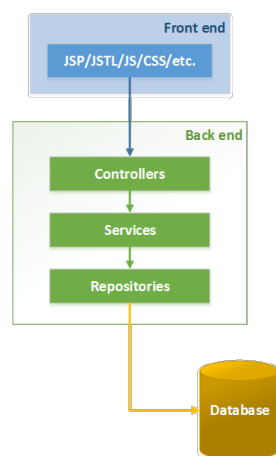 Front end
JSP/JSTL/JS/CSS/etc.
Back end
Controllers
Services
Repositories
Database